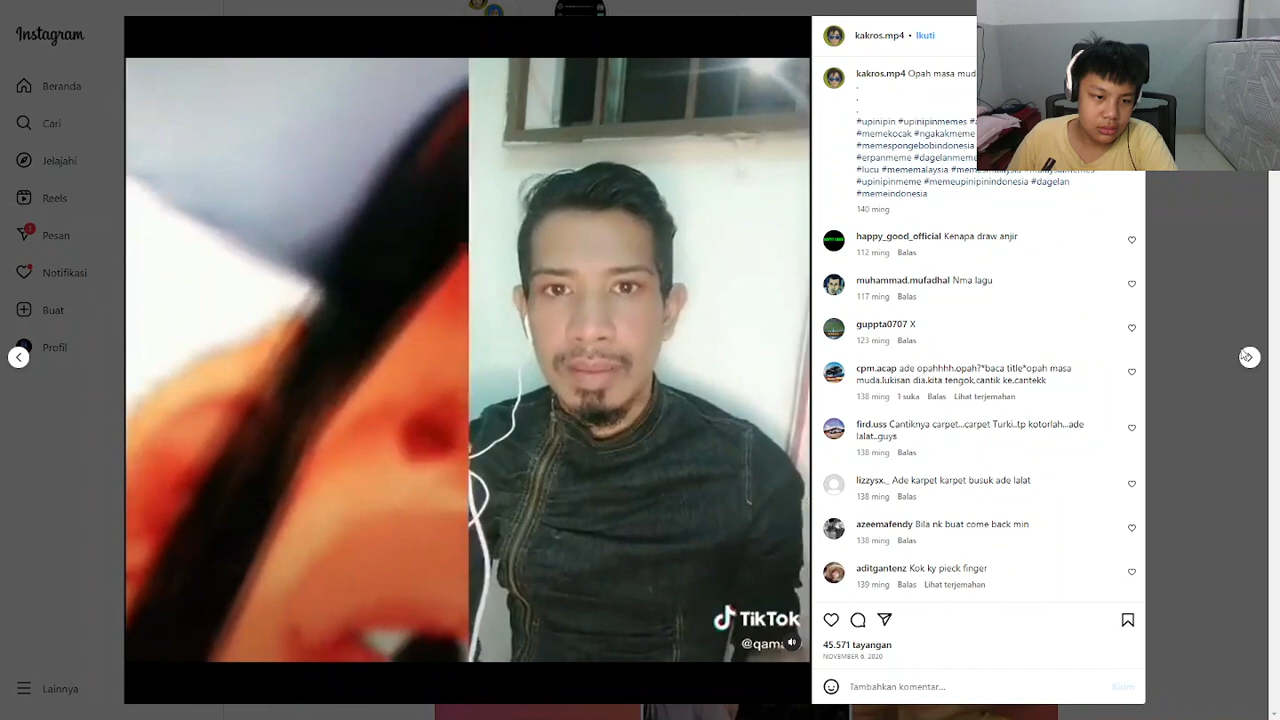 Instagram
Beranda
Cari
Jelajahi
Reels
1
Pesan
Notifikasi
Buat
Profil
Lainnya
TikTok
kakros.mp4 • Ikuti
kakros.mp4 Opah masa mud
.
.
.
#upinipin #upinipinmemes
#memekocak #ngakakmeme
#memespongebobindonesia
#erpanmeme #dagelanmeme
#lucu #mememalaysia
#upinipinmeme #memeupinipinindonesia #dagelan
#memeindonesia
140 ming
happy_good_official Kenapa draw anjir
112 ming Balas
muhammad.mufadhal Nma lagu
117 ming Balas
guppta0707 X
123 ming Balas
cpm.acap ade opahhhh.opah?*baca title*opah masa
muda.lukisan dia.kita tengok,cantik ke.cantekk
138 ming 1 suka Balas Lihat terjemahan
fird.uss Cantiknya carpet...carpet Turki..tp kotorlah...ade
lalat..guys
138 ming Balas
lizzysx._ Ade karpet karpet busuk ade lalat
138 ming Balas
azeemafendy Bila nk buat come back min
138 ming Balas
aditgantenz Kok ky pieck finger
139 ming Balas Lihat terjemahan
45.571 tayangan
NOVEMBER 6, 2020
Tambahkan komentar...
Kirim